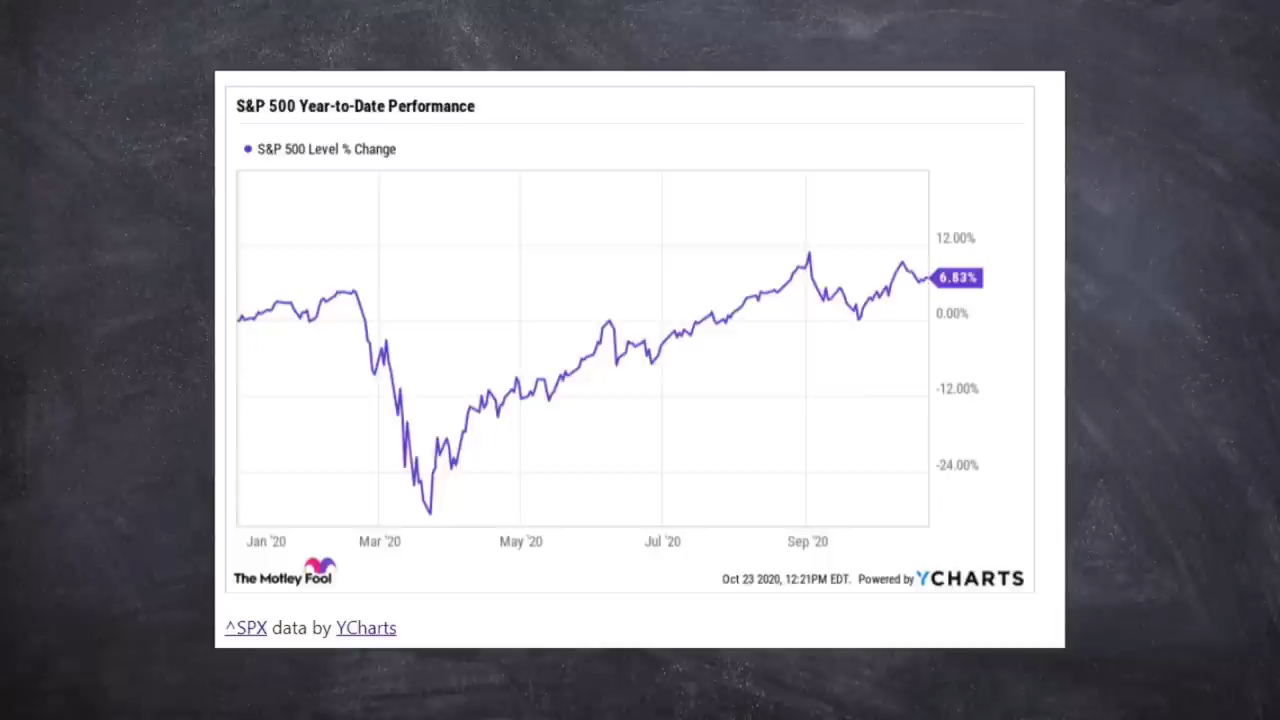 S&P 500 Year-to-Date Performance
S&P 500 Level % Change
12.00%
6.83%
0.00%
-12.00%
-24.00%
Jan '20 Mar '20 May '20 Jul '20 Sep '20
The Motley Fool
Oct 23 2020, 12:21PM EDT. Powered by YCHARTS
^SPX data by YCharts